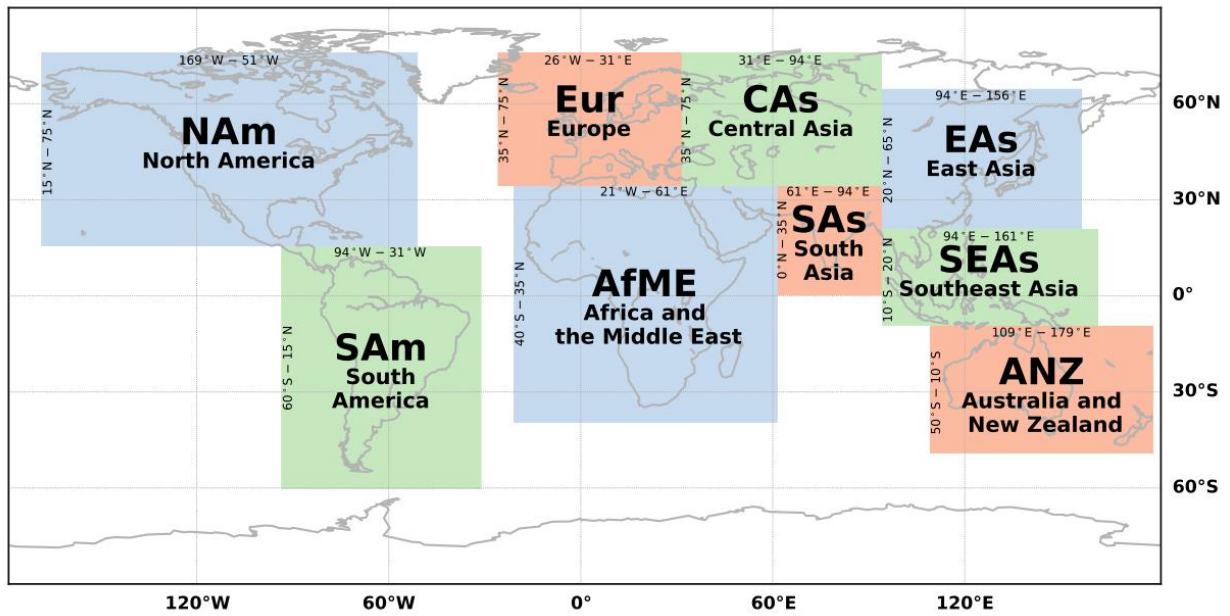 169°W − 51°W
15°N − 75°N
NAm
North America
26°W − 31°E
35°N − 75°N
Eur
Europe
31°E − 94°E
35°N − 75°N
CAs
Central Asia
94°E − 156°E
20°N − 65°N
EAs
East Asia
21°W − 61°E
40°S − 35°N
AfME
Africa and
the Middle East
61°E − 94°E
0°N − 35°N
SAs
South
Asia
94°E − 161°E
10°S − 20°N
SEAs
Southeast Asia
94°W − 31°W
60°S − 15°N
SAm
South
America
109°E − 179°E
50°S − 10°S
ANZ
Australia and
New Zealand
60°N
30°N
0°
30°S
60°S
120°W
60°W
0°
60°E
120°E